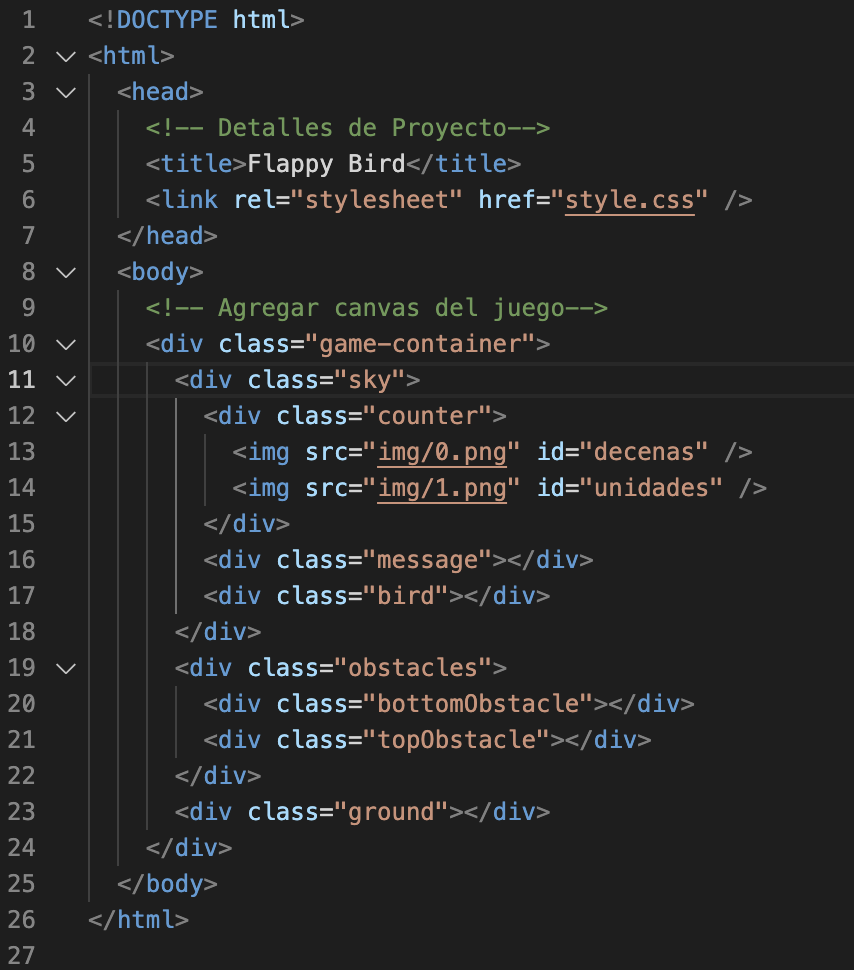 1 <!DOCTYPE html>
2 <html>
3 <head>
4 <!-- Detalles de Proyecto-->
5 <title>Flappy Bird</title>
6 <link rel="stylesheet" href="style.css" />
7 </head>
8 <body>
9 <!-- Agregar canvas del juego-->
10 <div class="game-container">
11 <div class="sky">
12 <div class="counter">
13 <img src="img/0.png" id="decenas" />
14 <img src="img/1.png" id="unidades" />
15 </div>
16 <div class="message"></div>
17 <div class="bird"></div>
18 </div>
19 <div class="obstacles">
20 <div class="bottomObstacle"></div>
21 <div class="topObstacle"></div>
22 </div>
23 <div class="ground"></div>
24 </div>
25 </body>
26 </html>
27